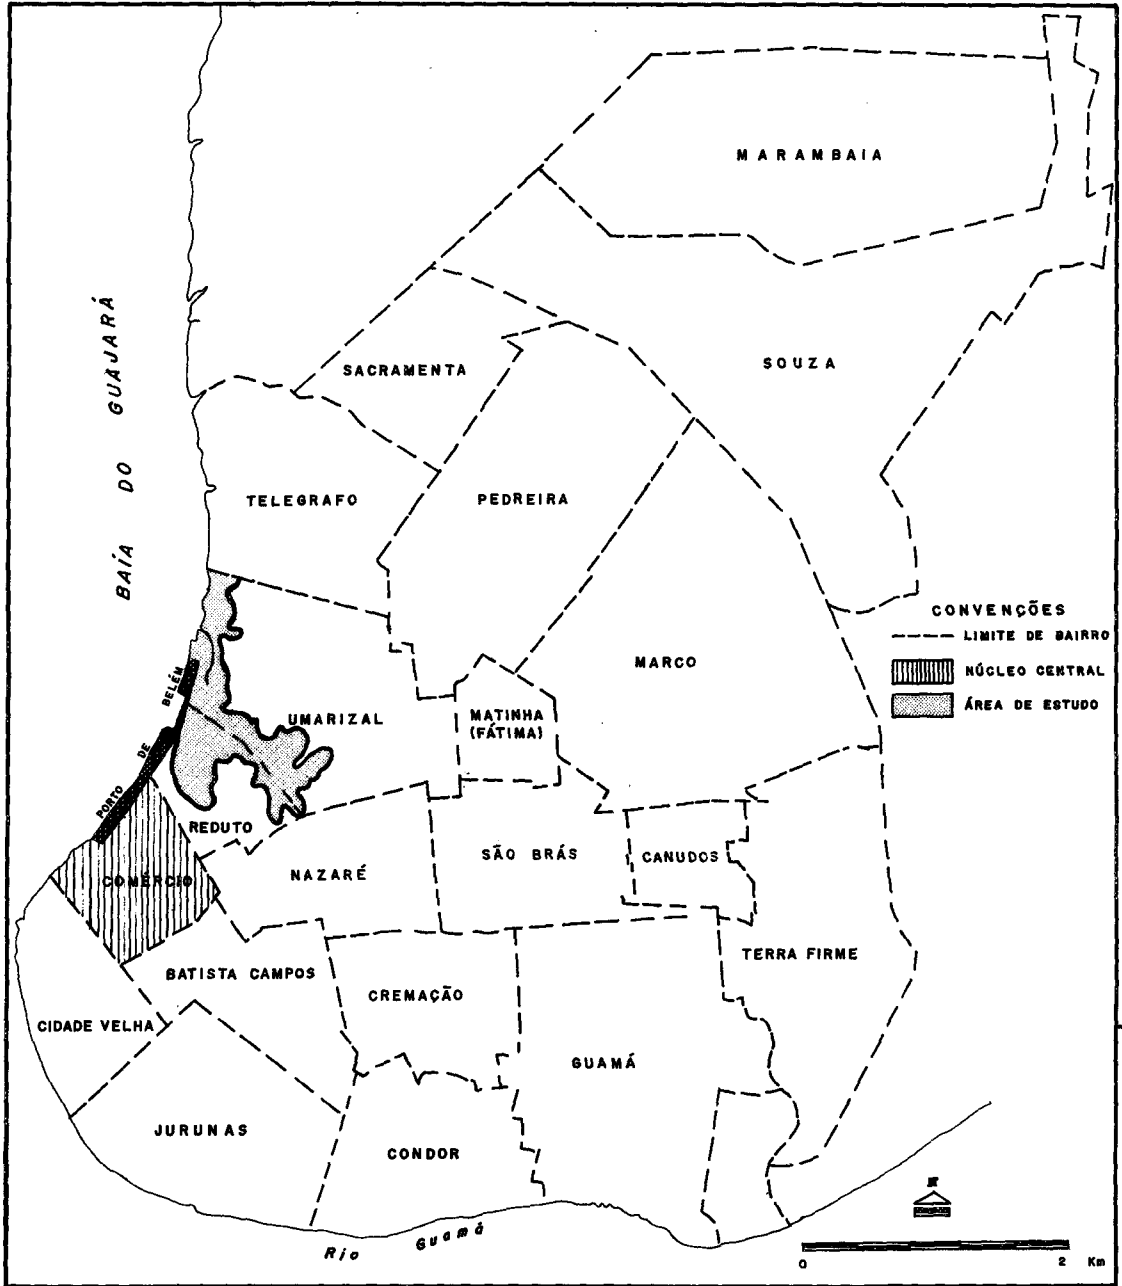 MARAMBAIA
SOUZA
SACRAMENTA
BAÍA DO GUAJARÁ
TELEGRAFO
PEDREIRA
CONVENÇÕES
LIMITE DE BAIRRO
NÚCLEO CENTRAL
ÁREA DE ESTUDO
MARCO
MATINHA
(FÁTIMA)
UMARIZAL
PORTO DE BELÉM
REDUTO
COMÉRCIO
NAZARÉ
SÃO BRÁS
CANUDOS
TERRA FIRME
BATISTA CAMPOS
CREMAÇÃO
CIDADE VELHA
GUAMÁ
JURUNAS
CONDOR
Rio Guamá
N
0 2 Km